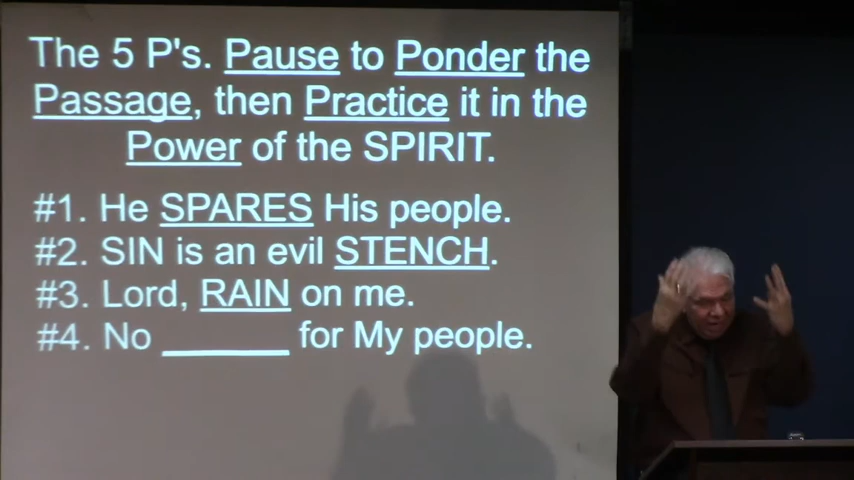 The 5 P's. Pause to Ponder the
Passage, then Practice it in the
Power of the SPIRIT.
#1. He SPARES His people.
#2. SIN is an evil STENCH.
#3. Lord, RAIN on me.
#4. No _______ for My people.